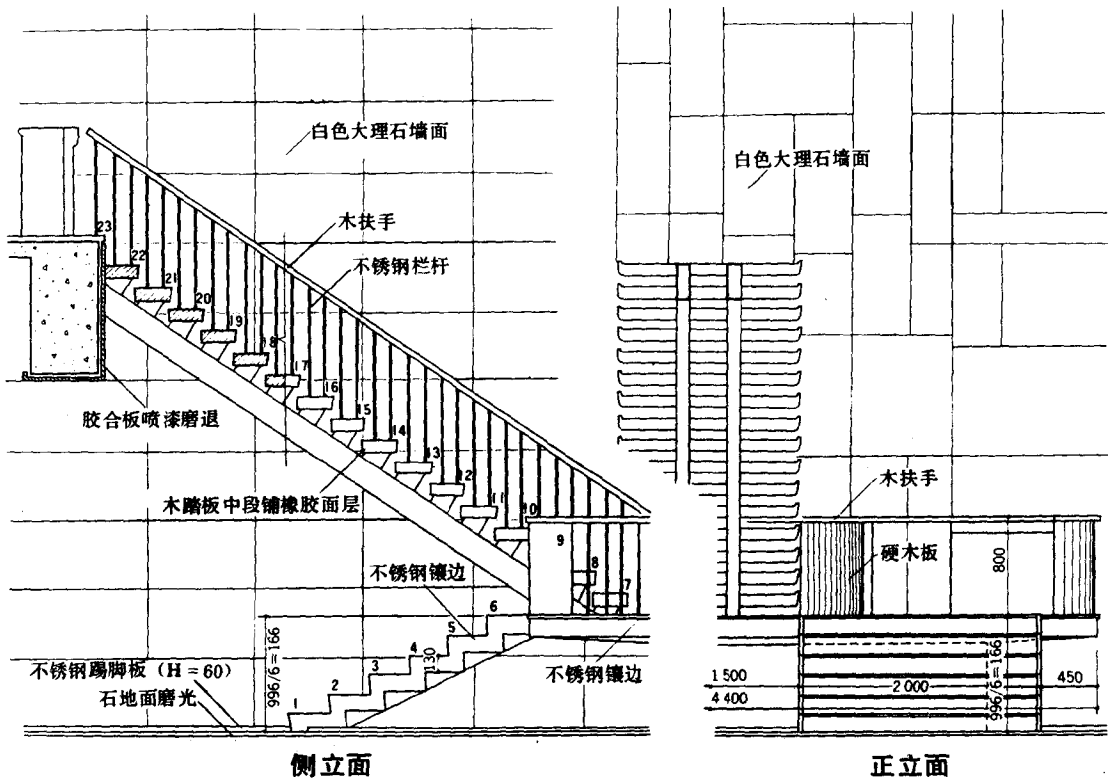 白色大理石墙面
木扶手
不锈钢栏杆
23
22
21
20
19
18
17
16
15
14
13
12
11
10
9
8
7
胶合板喷漆磨退
木踏板中段铺橡胶面层
不锈钢镶边
6
5
4
3
2
1
130
996/6=166
不锈钢踢脚板（H=60）
石地面磨光
不锈钢镶边
侧立面
白色大理石墙面
木扶手
硬木板
800
1 500
4 400
2 000
996/6=166
450
正立面